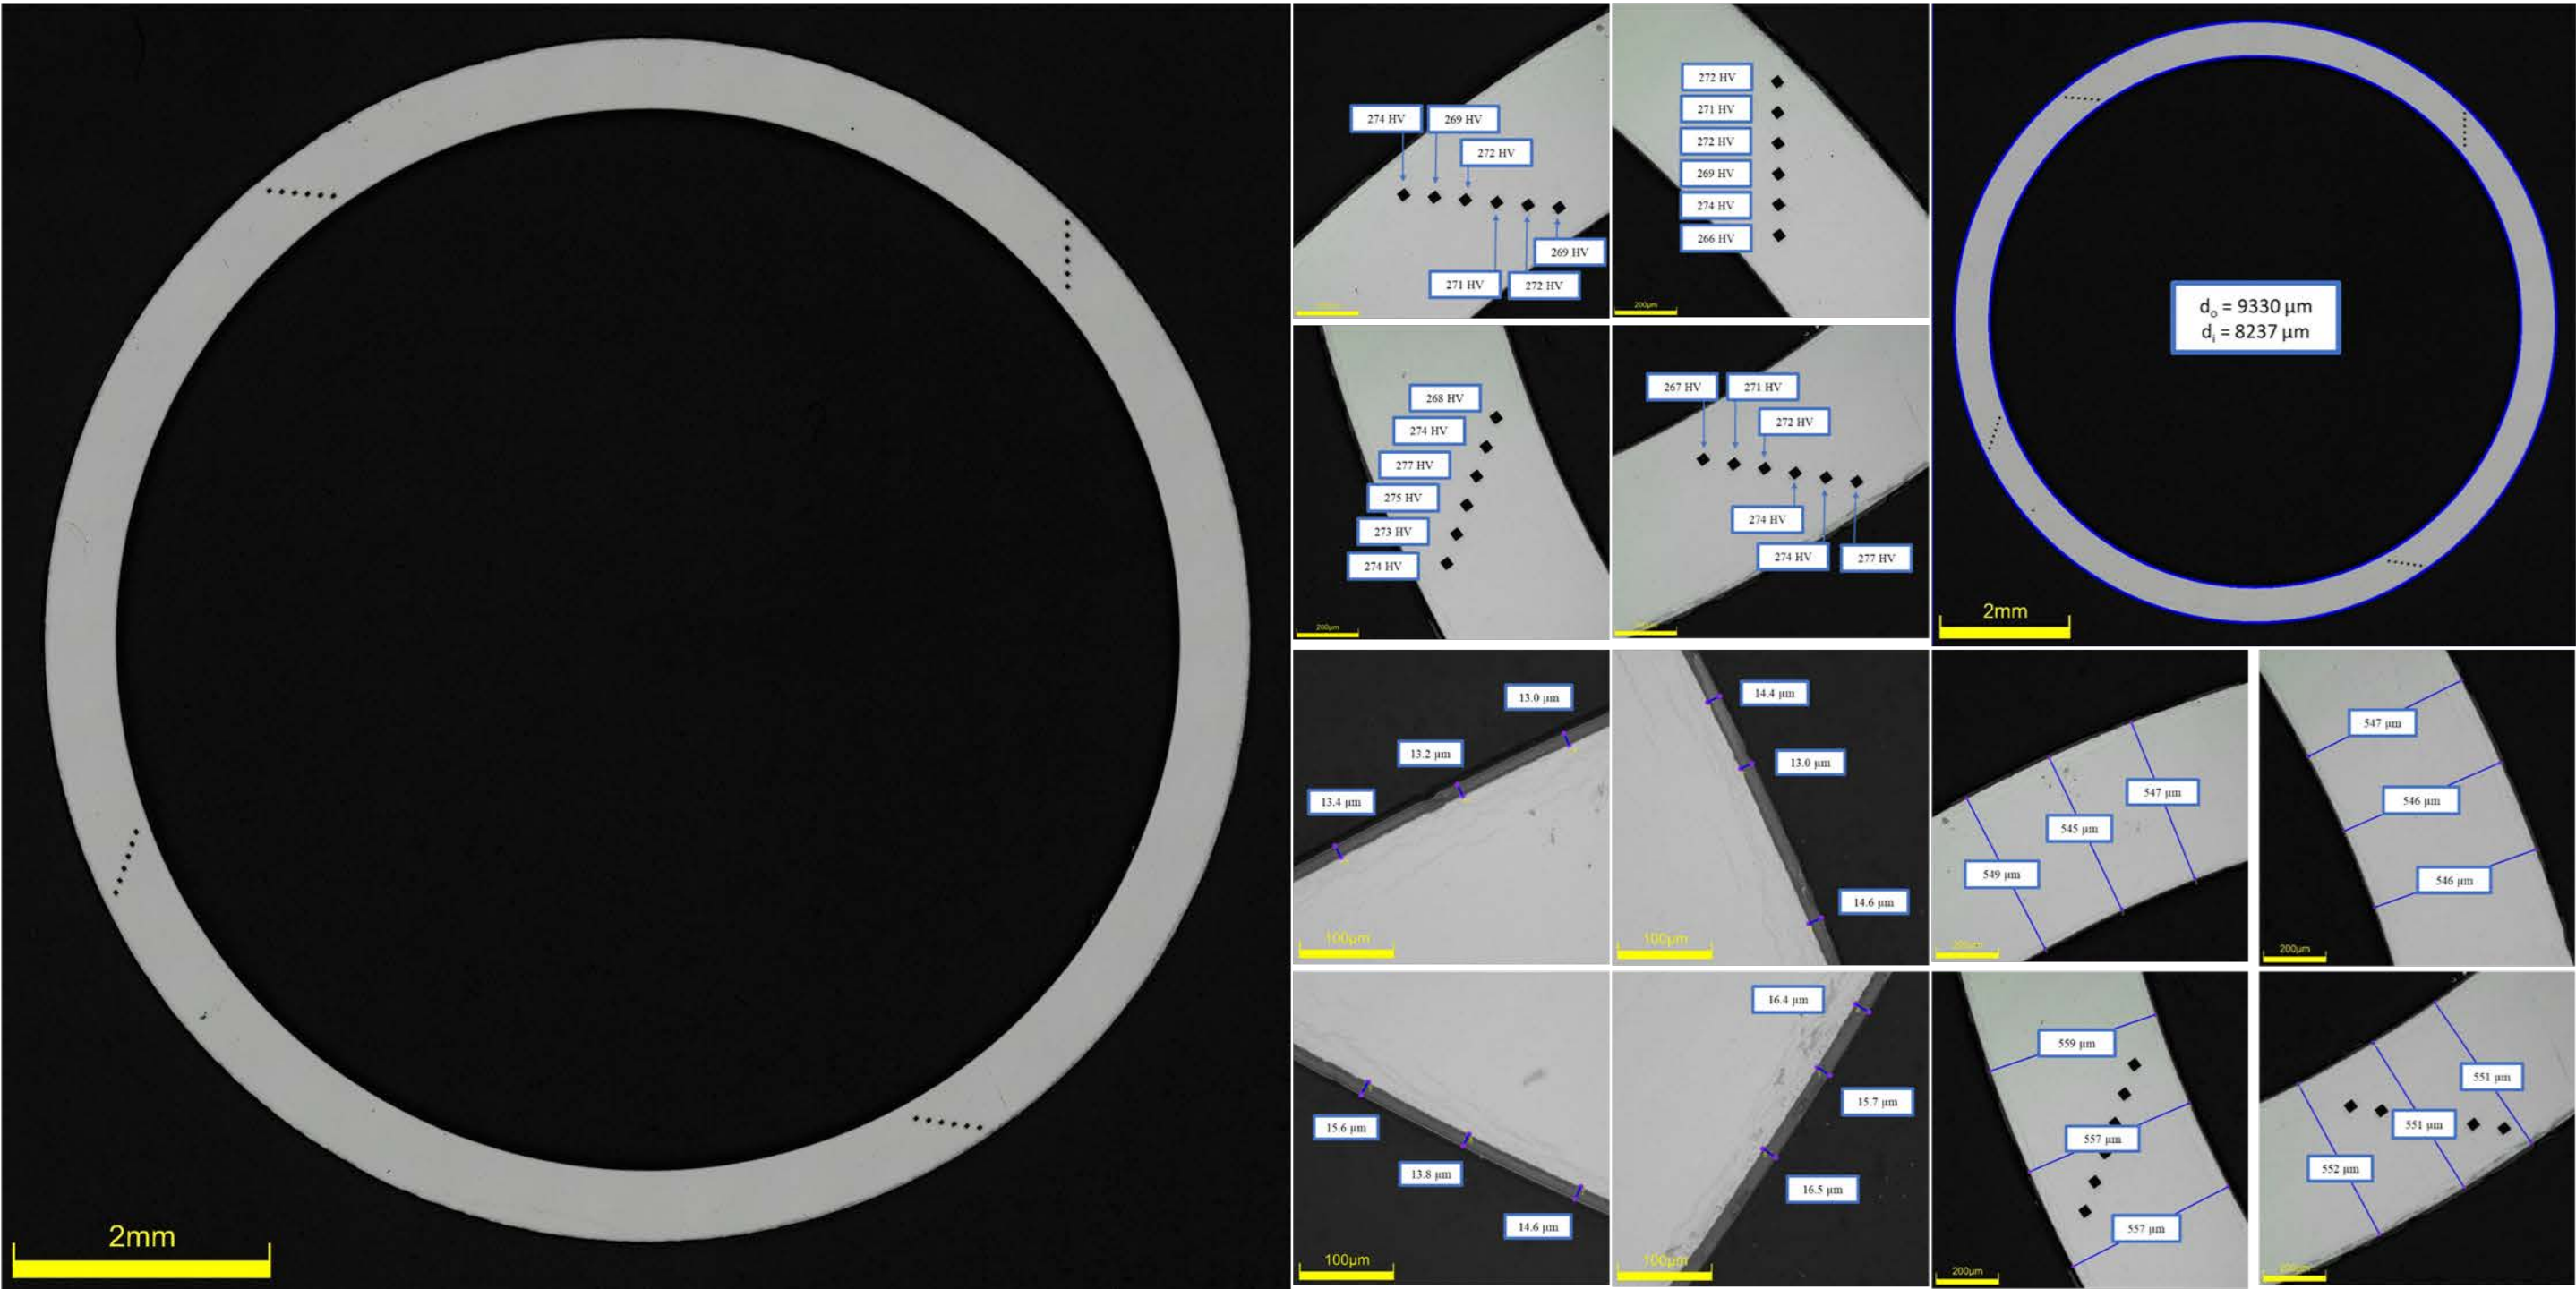 2mm
274 HV
269 HV
272 HV
271 HV
272 HV
269 HV
272 HV
271 HV
272 HV
269 HV
274 HV
266 HV
200µm
268 HV
274 HV
277 HV
275 HV
273 HV
274 HV
200µm
267 HV
271 HV
272 HV
274 HV
274 HV
277 HV
dₒ = 9330 µm
dᵢ = 8237 µm
2mm
13.0 µm
13.2 µm
13.4 µm
100µm
14.4 µm
13.0 µm
14.6 µm
100µm
547 µm
545 µm
549 µm
200µm
547 µm
546 µm
546 µm
200µm
15.6 µm
13.8 µm
14.6 µm
100µm
16.4 µm
15.7 µm
16.5 µm
100µm
559 µm
557 µm
557 µm
200µm
551 µm
551 µm
552 µm
200µm